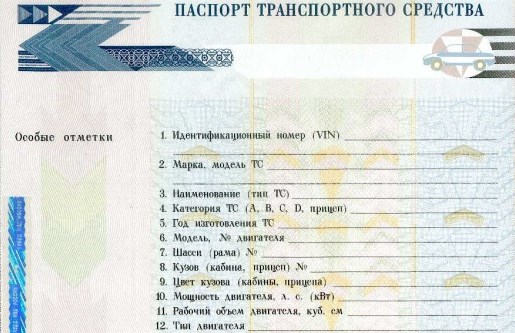 ПАСПОРТ ТРАНСПОРТНОГО СРЕДСТВА
Особые отметки
1. Идентификационный номер (VIN)
2. Марка, модель ТС
3. Наименование (тип ТС)
4. Категория ТС (A, B, C, D, прицеп)
5. Год изготовления ТС
6. Модель, № двигателя
7. Шасси (рама) №
8. Кузов (кабина, прицеп) №
9. Цвет кузова (кабины, прицепа)
10. Мощность двигателя, л. с. (кВт)
11. Рабочий объем двигателя, куб. см
12. Тип двигателя